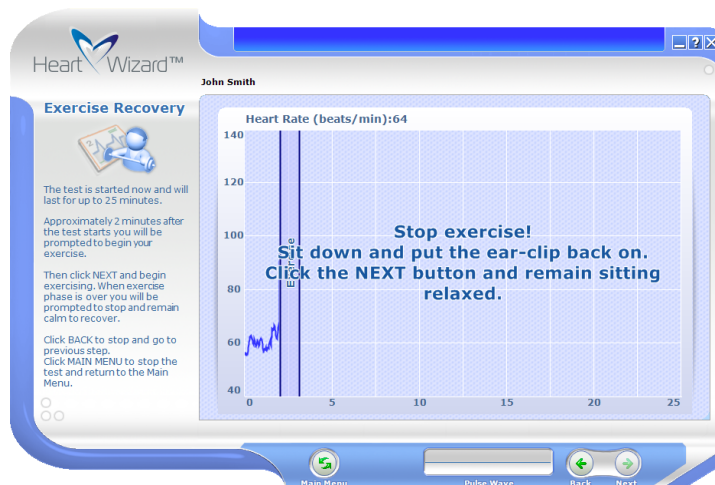 Heart Wizard™
John Smith
Exercise Recovery
The test is started now and will
last for up to 25 minutes.
Approximately 2 minutes after
the test starts you will be
prompted to begin your
exercise.
Then click NEXT and begin
exercising. When exercise
phase is over you will be
prompted to stop and remain
calm to recover.
Click BACK to stop and go to
previous step.
Click MAIN MENU to stop the
test and return to the Main
Menu.
Heart Rate (beats/min):64
140
120
100
80
60
40
0 5 10 15 20 25
Exercise
Stop exercise!
Sit down and put the ear-clip back on.
Click the NEXT button and remain sitting
relaxed.
Main Menu
Pulse Wave
Back
Next